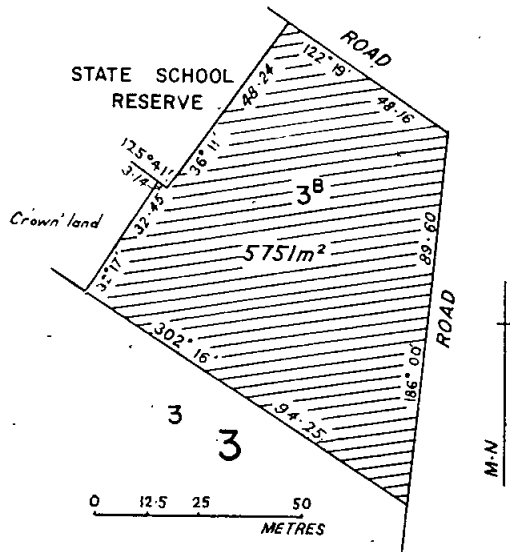 ROAD
122° 19'
48·16
STATE SCHOOL
RESERVE
48·24
36° 11'
125° 41'
3·14
Crown land
32·45
32° 17'
3B
5751m²
89·60
ROAD
186° 00'
302° 16'
94·25
3
3
M·N
0 12·5 25 50
METRES